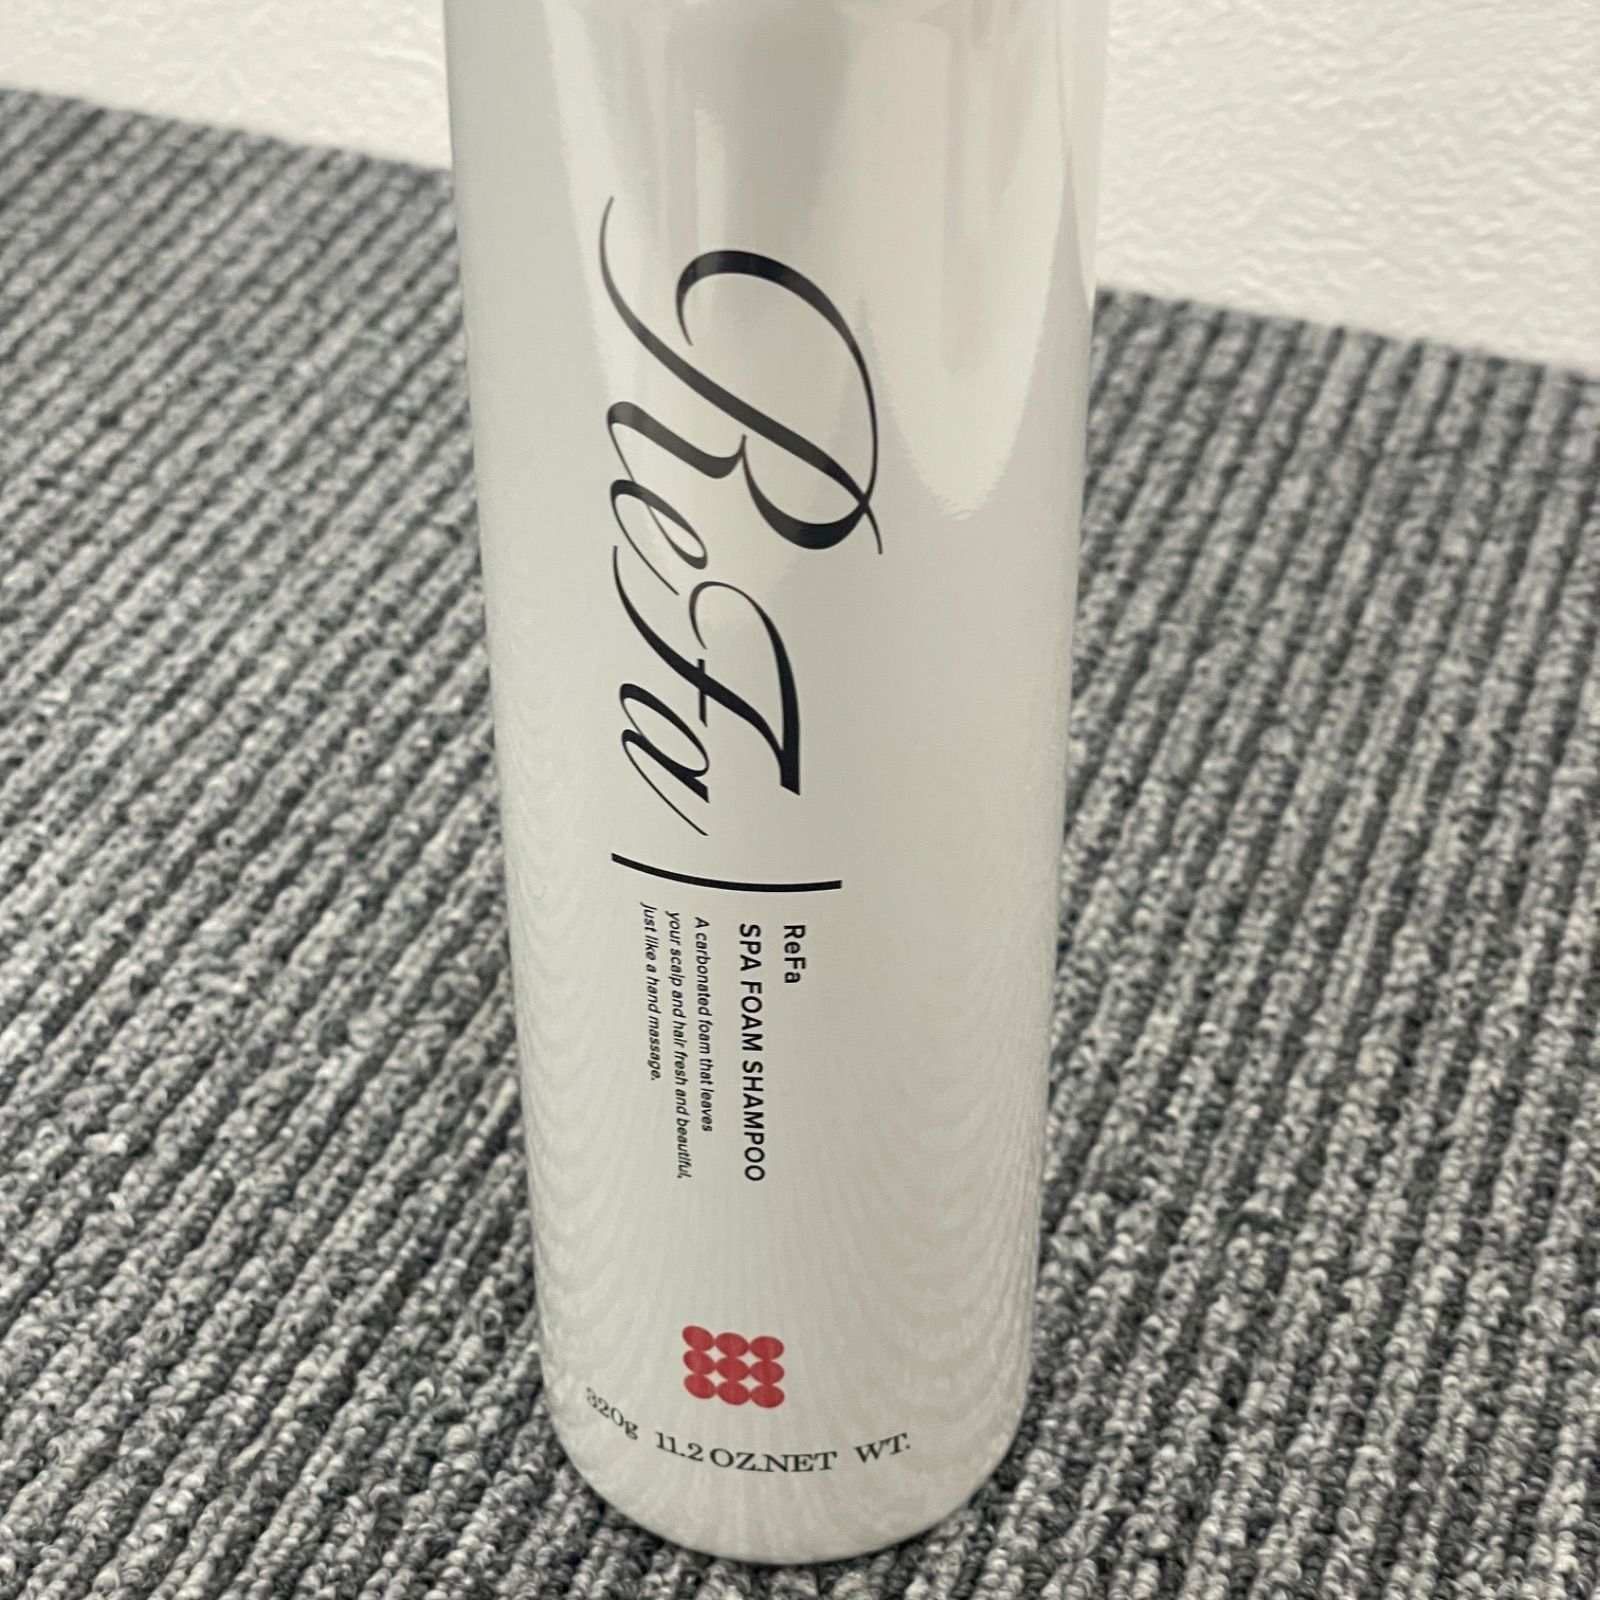 ReFa
ReFa
SPA FOAM SHAMPOO
A carbonated foam that leaves
your scalp and hair fresh and beautiful,
just like a hand massage.
320g 11.2 OZ.NET WT.